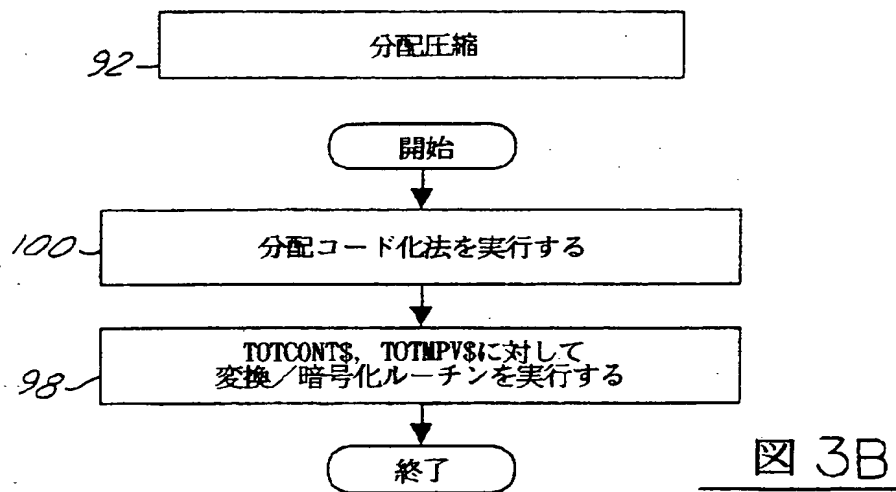 分配圧縮
92
開始
100
分配コード化法を実行する
98
TOTCONT$, TOTMPV$に対して
変換／暗号化ルーチンを実行する
終了
図 3B